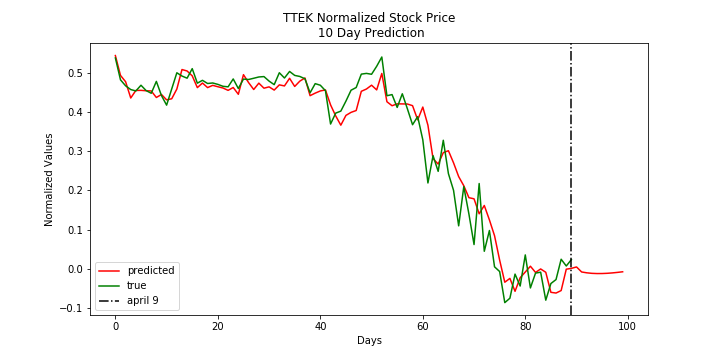 TTEK Normalized Stock Price
10 Day Prediction
Normalized Values
0.5
0.4
0.3
0.2
0.1
0.0
−0.1
predicted
true
april 9
0
20
40
60
80
100
Days